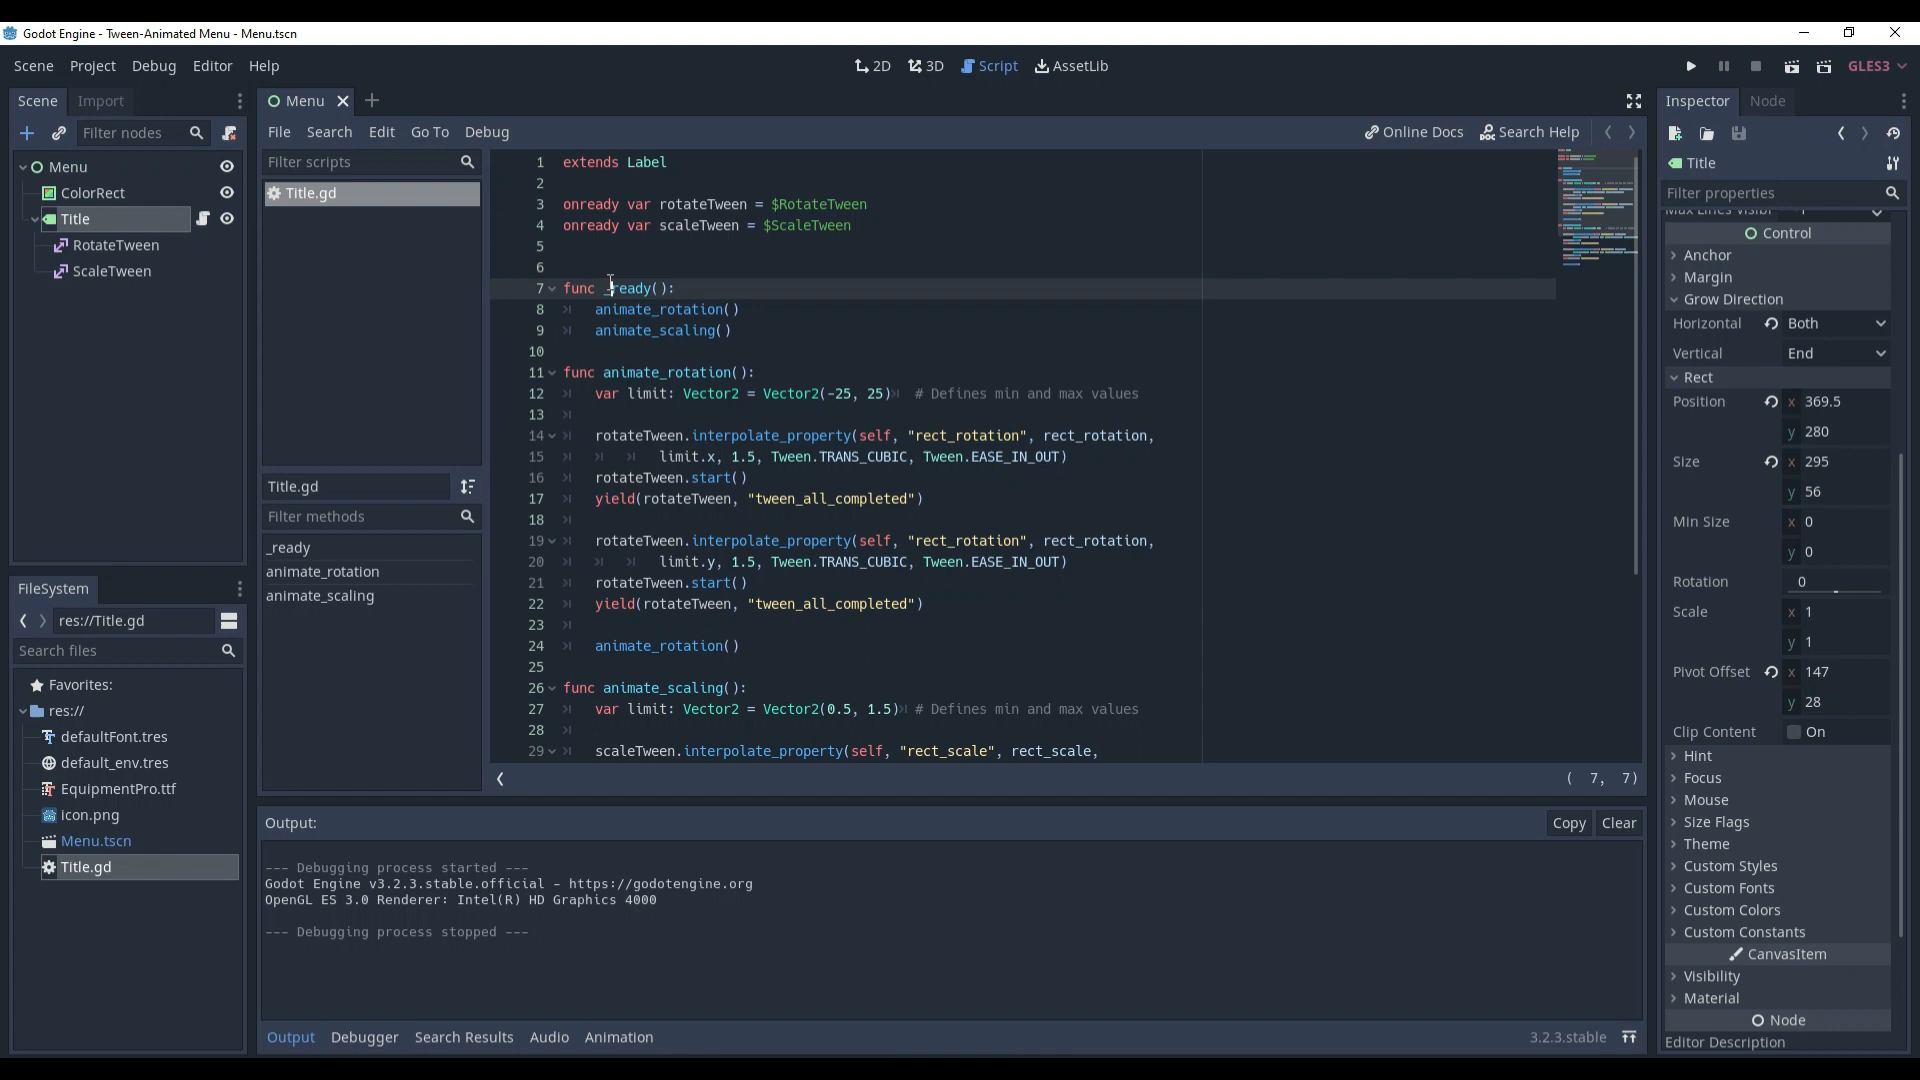 Godot Engine - Tween-Animated Menu - Menu.tscn
Scene Project Debug Editor Help
2D 3D Script AssetLib
GLES3
Scene Import
Filter nodes
Menu
ColorRect
Title
RotateTween
ScaleTween
FileSystem
res://Title.gd
Search files
Favorites:
res://
defaultFont.tres
default_env.tres
EquipmentPro.ttf
icon.png
Menu.tscn
Title.gd
Menu
File Search Edit Go To Debug
Online Docs Search Help
Filter scripts
Title.gd
Title.gd
Filter methods
_ready
animate_rotation
animate_scaling
1 extends Label
2
3 onready var rotateTween = $RotateTween
4 onready var scaleTween = $ScaleTween
5
6
7 func _ready():
8 animate_rotation()
9 animate_scaling()
10
11 func animate_rotation():
12 var limit: Vector2 = Vector2(-25, 25) # Defines min and max values
13
14 rotateTween.interpolate_property(self, "rect_rotation", rect_rotation,
15 limit.x, 1.5, Tween.TRANS_CUBIC, Tween.EASE_IN_OUT)
16 rotateTween.start()
17 yield(rotateTween, "tween_all_completed")
18
19 rotateTween.interpolate_property(self, "rect_rotation", rect_rotation,
20 limit.y, 1.5, Tween.TRANS_CUBIC, Tween.EASE_IN_OUT)
21 rotateTween.start()
22 yield(rotateTween, "tween_all_completed")
23
24 animate_rotation()
25
26 func animate_scaling():
27 var limit: Vector2 = Vector2(0.5, 1.5) # Defines min and max values
28
29 scaleTween.interpolate_property(self, "rect_scale", rect_scale,
( 7, 7)
Output:
Copy Clear
--- Debugging process started ---
Godot Engine v3.2.3.stable.official - https://godotengine.org
OpenGL ES 3.0 Renderer: Intel(R) HD Graphics 4000
--- Debugging process stopped ---
Output Debugger Search Results Audio Animation
3.2.3.stable
Inspector Node
Title
Filter properties
Control
Anchor
Margin
Grow Direction
Horizontal Both
Vertical End
Rect
Position x 369.5
y 280
Size x 295
y 56
Min Size x 0
y 0
Rotation 0
Scale x 1
y 1
Pivot Offset x 147
y 28
Clip Content On
Hint
Focus
Mouse
Size Flags
Theme
Custom Styles
Custom Fonts
Custom Colors
Custom Constants
CanvasItem
Visibility
Material
Node
Editor Description